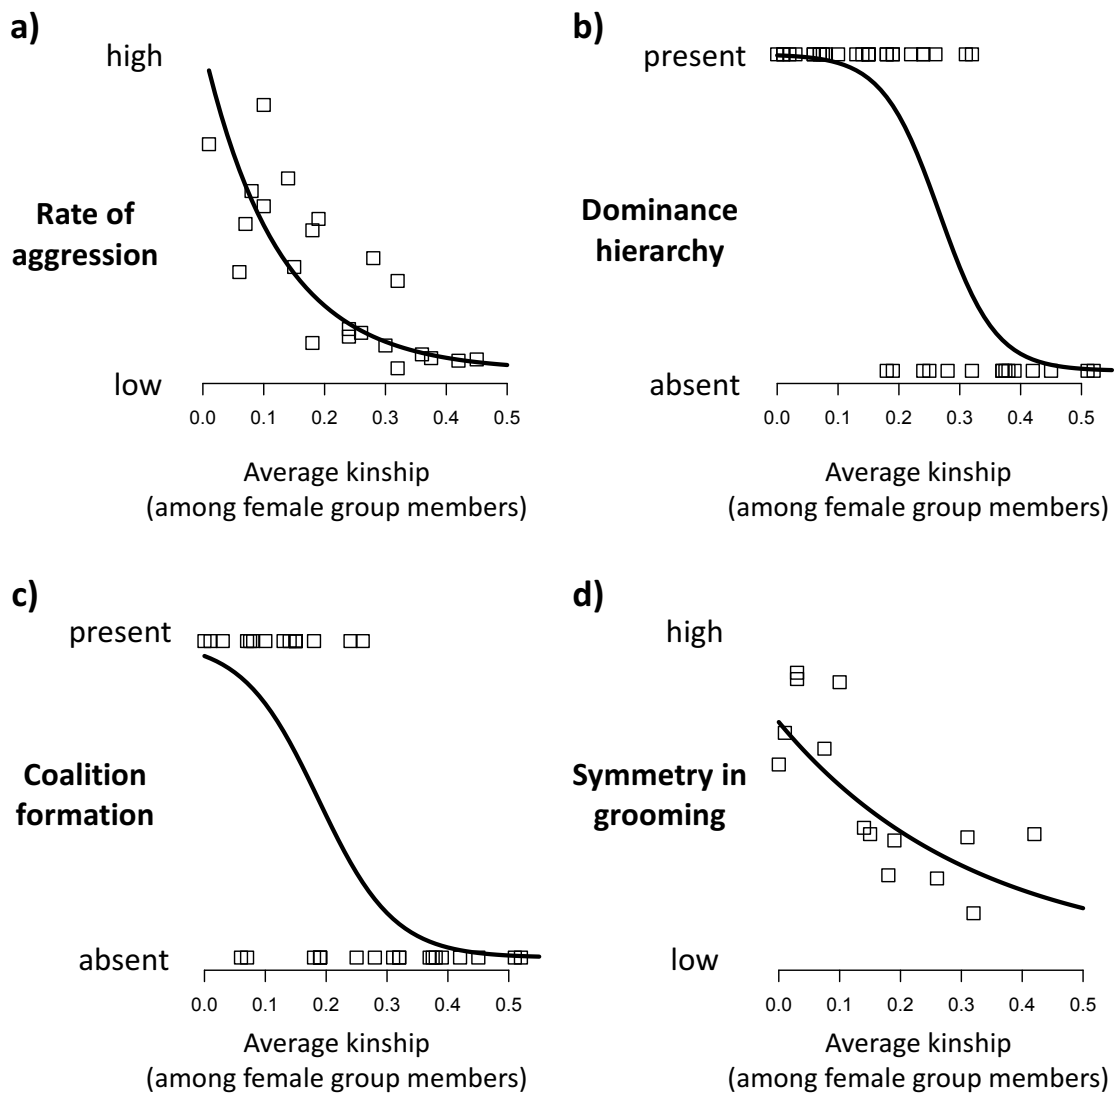 a)
high
Rate of
aggression
low
0.0 0.1 0.2 0.3 0.4 0.5
Average kinship
(among female group members)
b)
present
Dominance
hierarchy
absent
0.0 0.1 0.2 0.3 0.4 0.5
Average kinship
(among female group members)
c)
present
Coalition
formation
absent
0.0 0.1 0.2 0.3 0.4 0.5
Average kinship
(among female group members)
d)
high
Symmetry in
grooming
low
0.0 0.1 0.2 0.3 0.4 0.5
Average kinship
(among female group members)